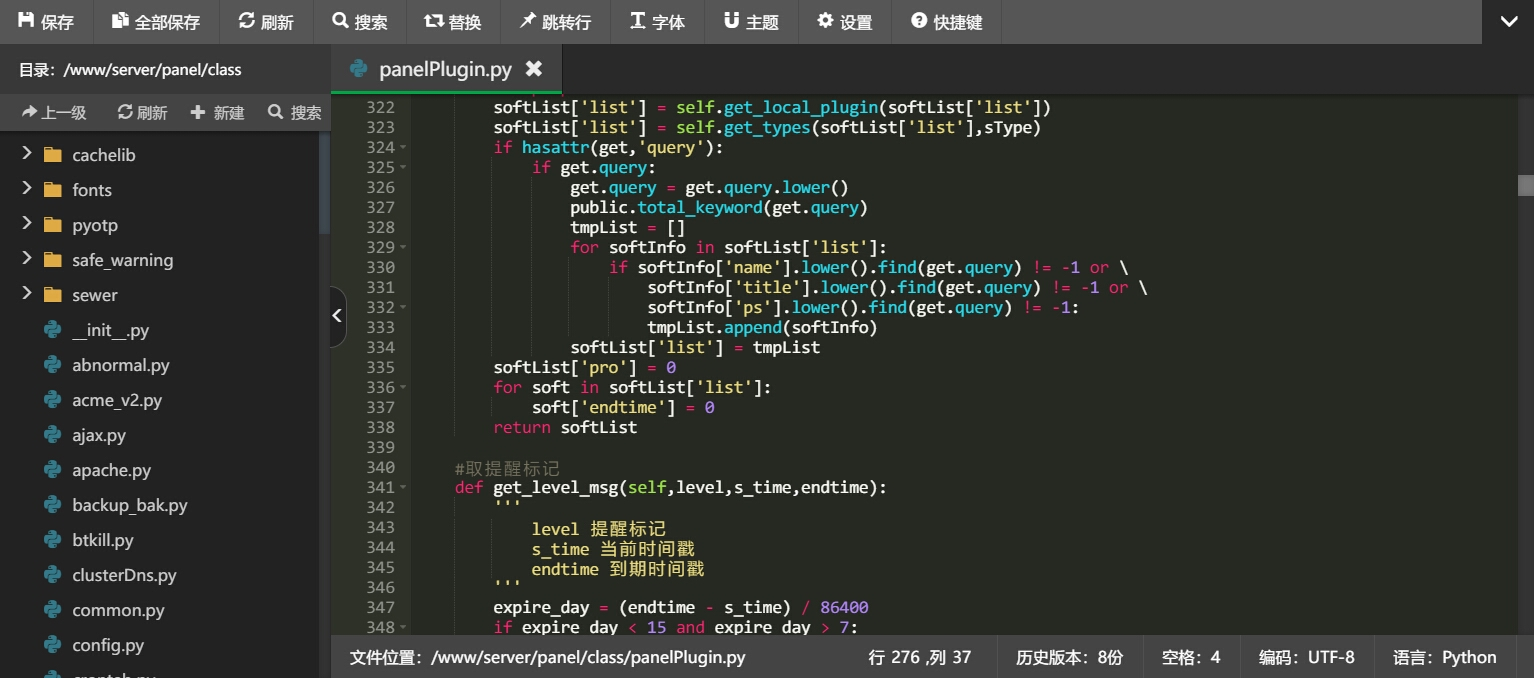 保存 全部保存 刷新 搜索 替换 跳转行 字体 主题 设置 快捷键
目录：/www/server/panel/class
panelPlugin.py
上一级 刷新 新建 搜索
cachelib
fonts
pyotp
safe_warning
sewer
__init__.py
abnormal.py
acme_v2.py
ajax.py
apache.py
backup_bak.py
btkill.py
clusterDns.py
common.py
config.py
322 softList['list'] = self.get_local_plugin(softList['list'])
323 softList['list'] = self.get_types(softList['list'],sType)
324 if hasattr(get,'query'):
325 if get.query:
326 get.query = get.query.lower()
327 public.total_keyword(get.query)
328 tmpList = []
329 for softInfo in softList['list']:
330 if softInfo['name'].lower().find(get.query) != -1 or \
331 softInfo['title'].lower().find(get.query) != -1 or \
332 softInfo['ps'].lower().find(get.query) != -1:
333 tmpList.append(softInfo)
334 softList['list'] = tmpList
335 softList['pro'] = 0
336 for soft in softList['list']:
337 soft['endtime'] = 0
338 return softList
339
340 #取提醒标记
341 def get_level_msg(self,level,s_time,endtime):
342 '''
343 level 提醒标记
344 s_time 当前时间戳
345 endtime 到期时间戳
346 '''
347 expire_day = (endtime - s_time) / 86400
348 if expire_day < 15 and expire_day > 7:
文件位置：/www/server/panel/class/panelPlugin.py 行 276 ,列 37 历史版本：8份 空格：4 编码：UTF-8 语言：Python